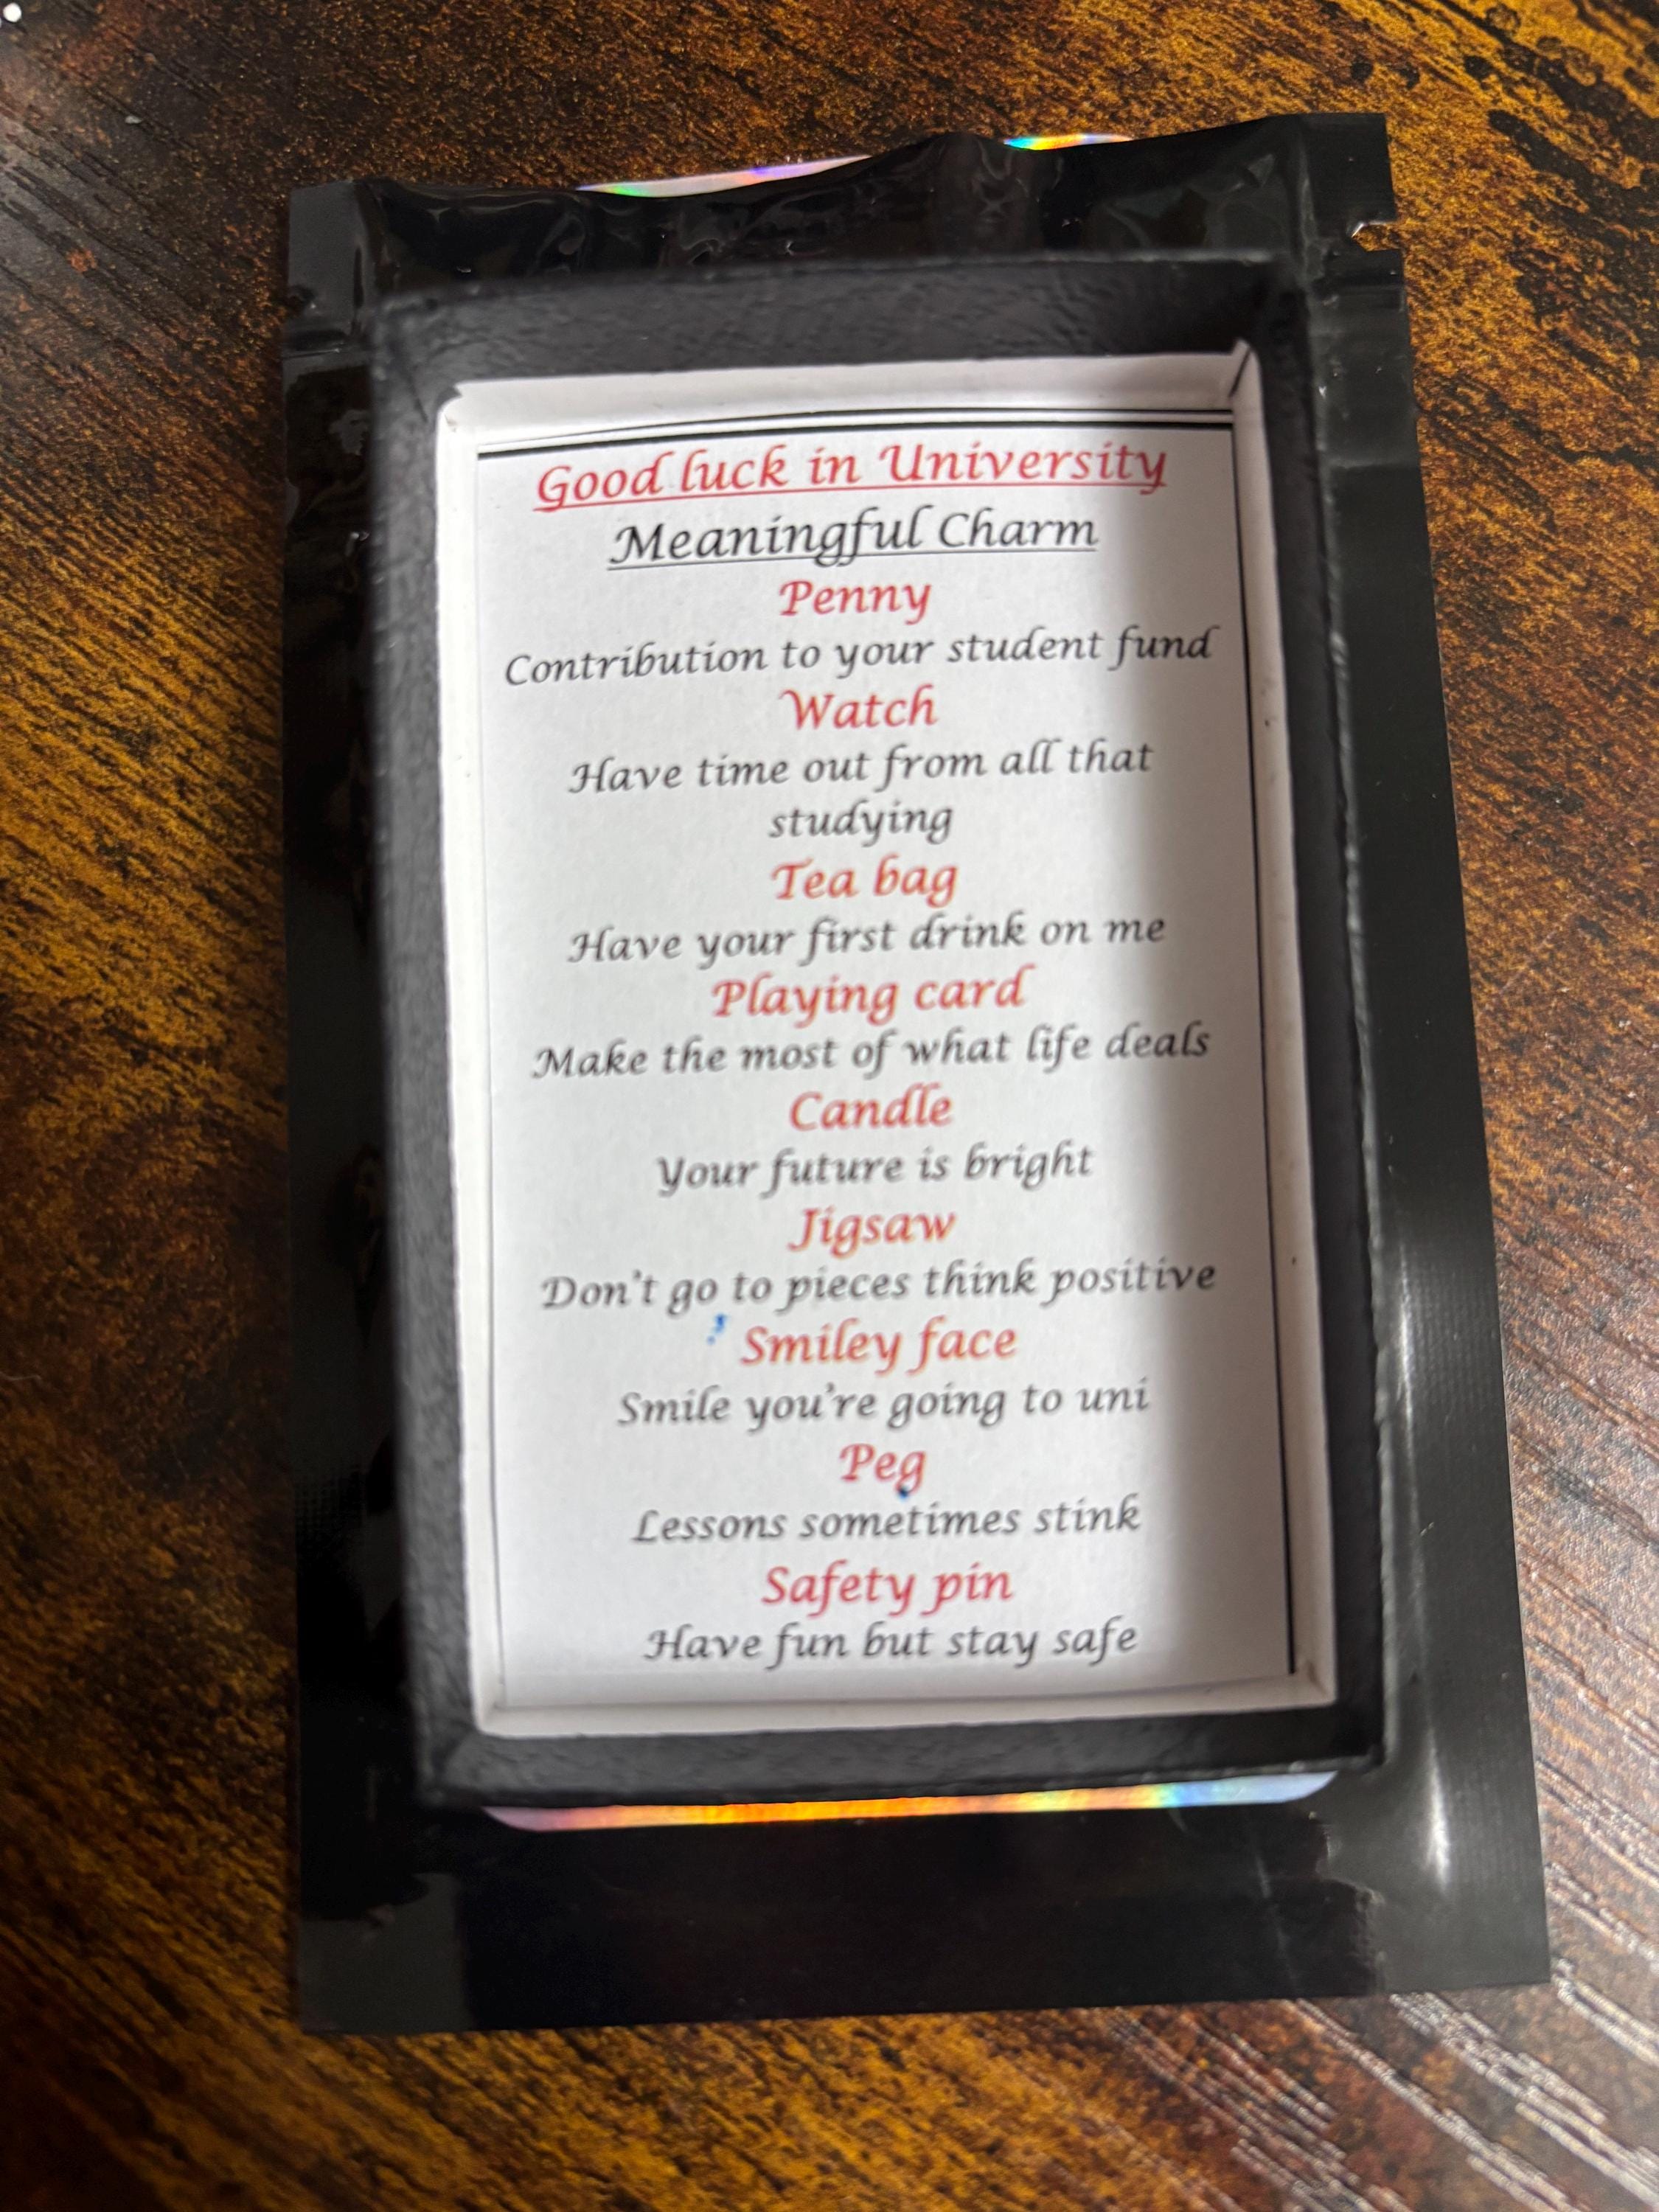 Good luck in University
Meaningful Charm
Penny
Contribution to your student fund
Watch
Have time out from all that
studying
Tea bag
Have your first drink on me
Playing card
Make the most of what life deals
Candle
Your future is bright
Jigsaw
Don't go to pieces think positive
Smiley face
Smile you're going to uni
Peg
Lessons sometimes stink
Safety pin
Have fun but stay safe